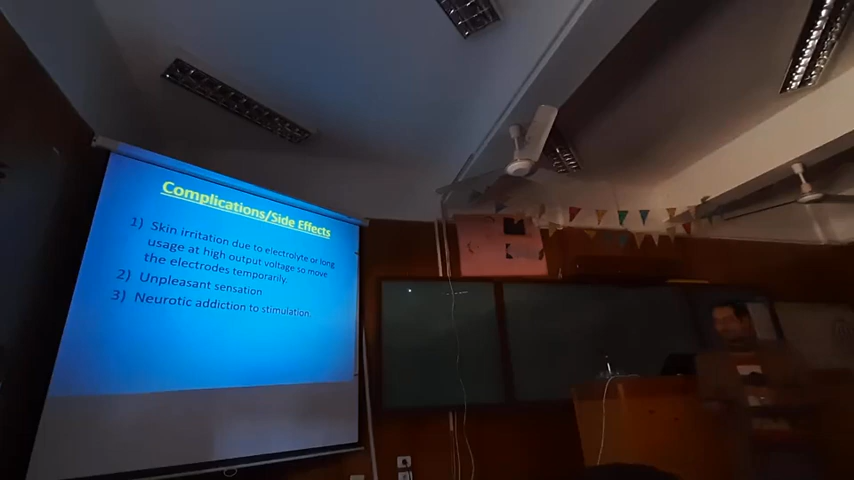 Complications/Side Effects
1) Skin irritation due to electrolyte or long
usage at high output voltage so move
the electrodes temporarily.
2) Unpleasant sensation
3) Neurotic addiction to stimulation.